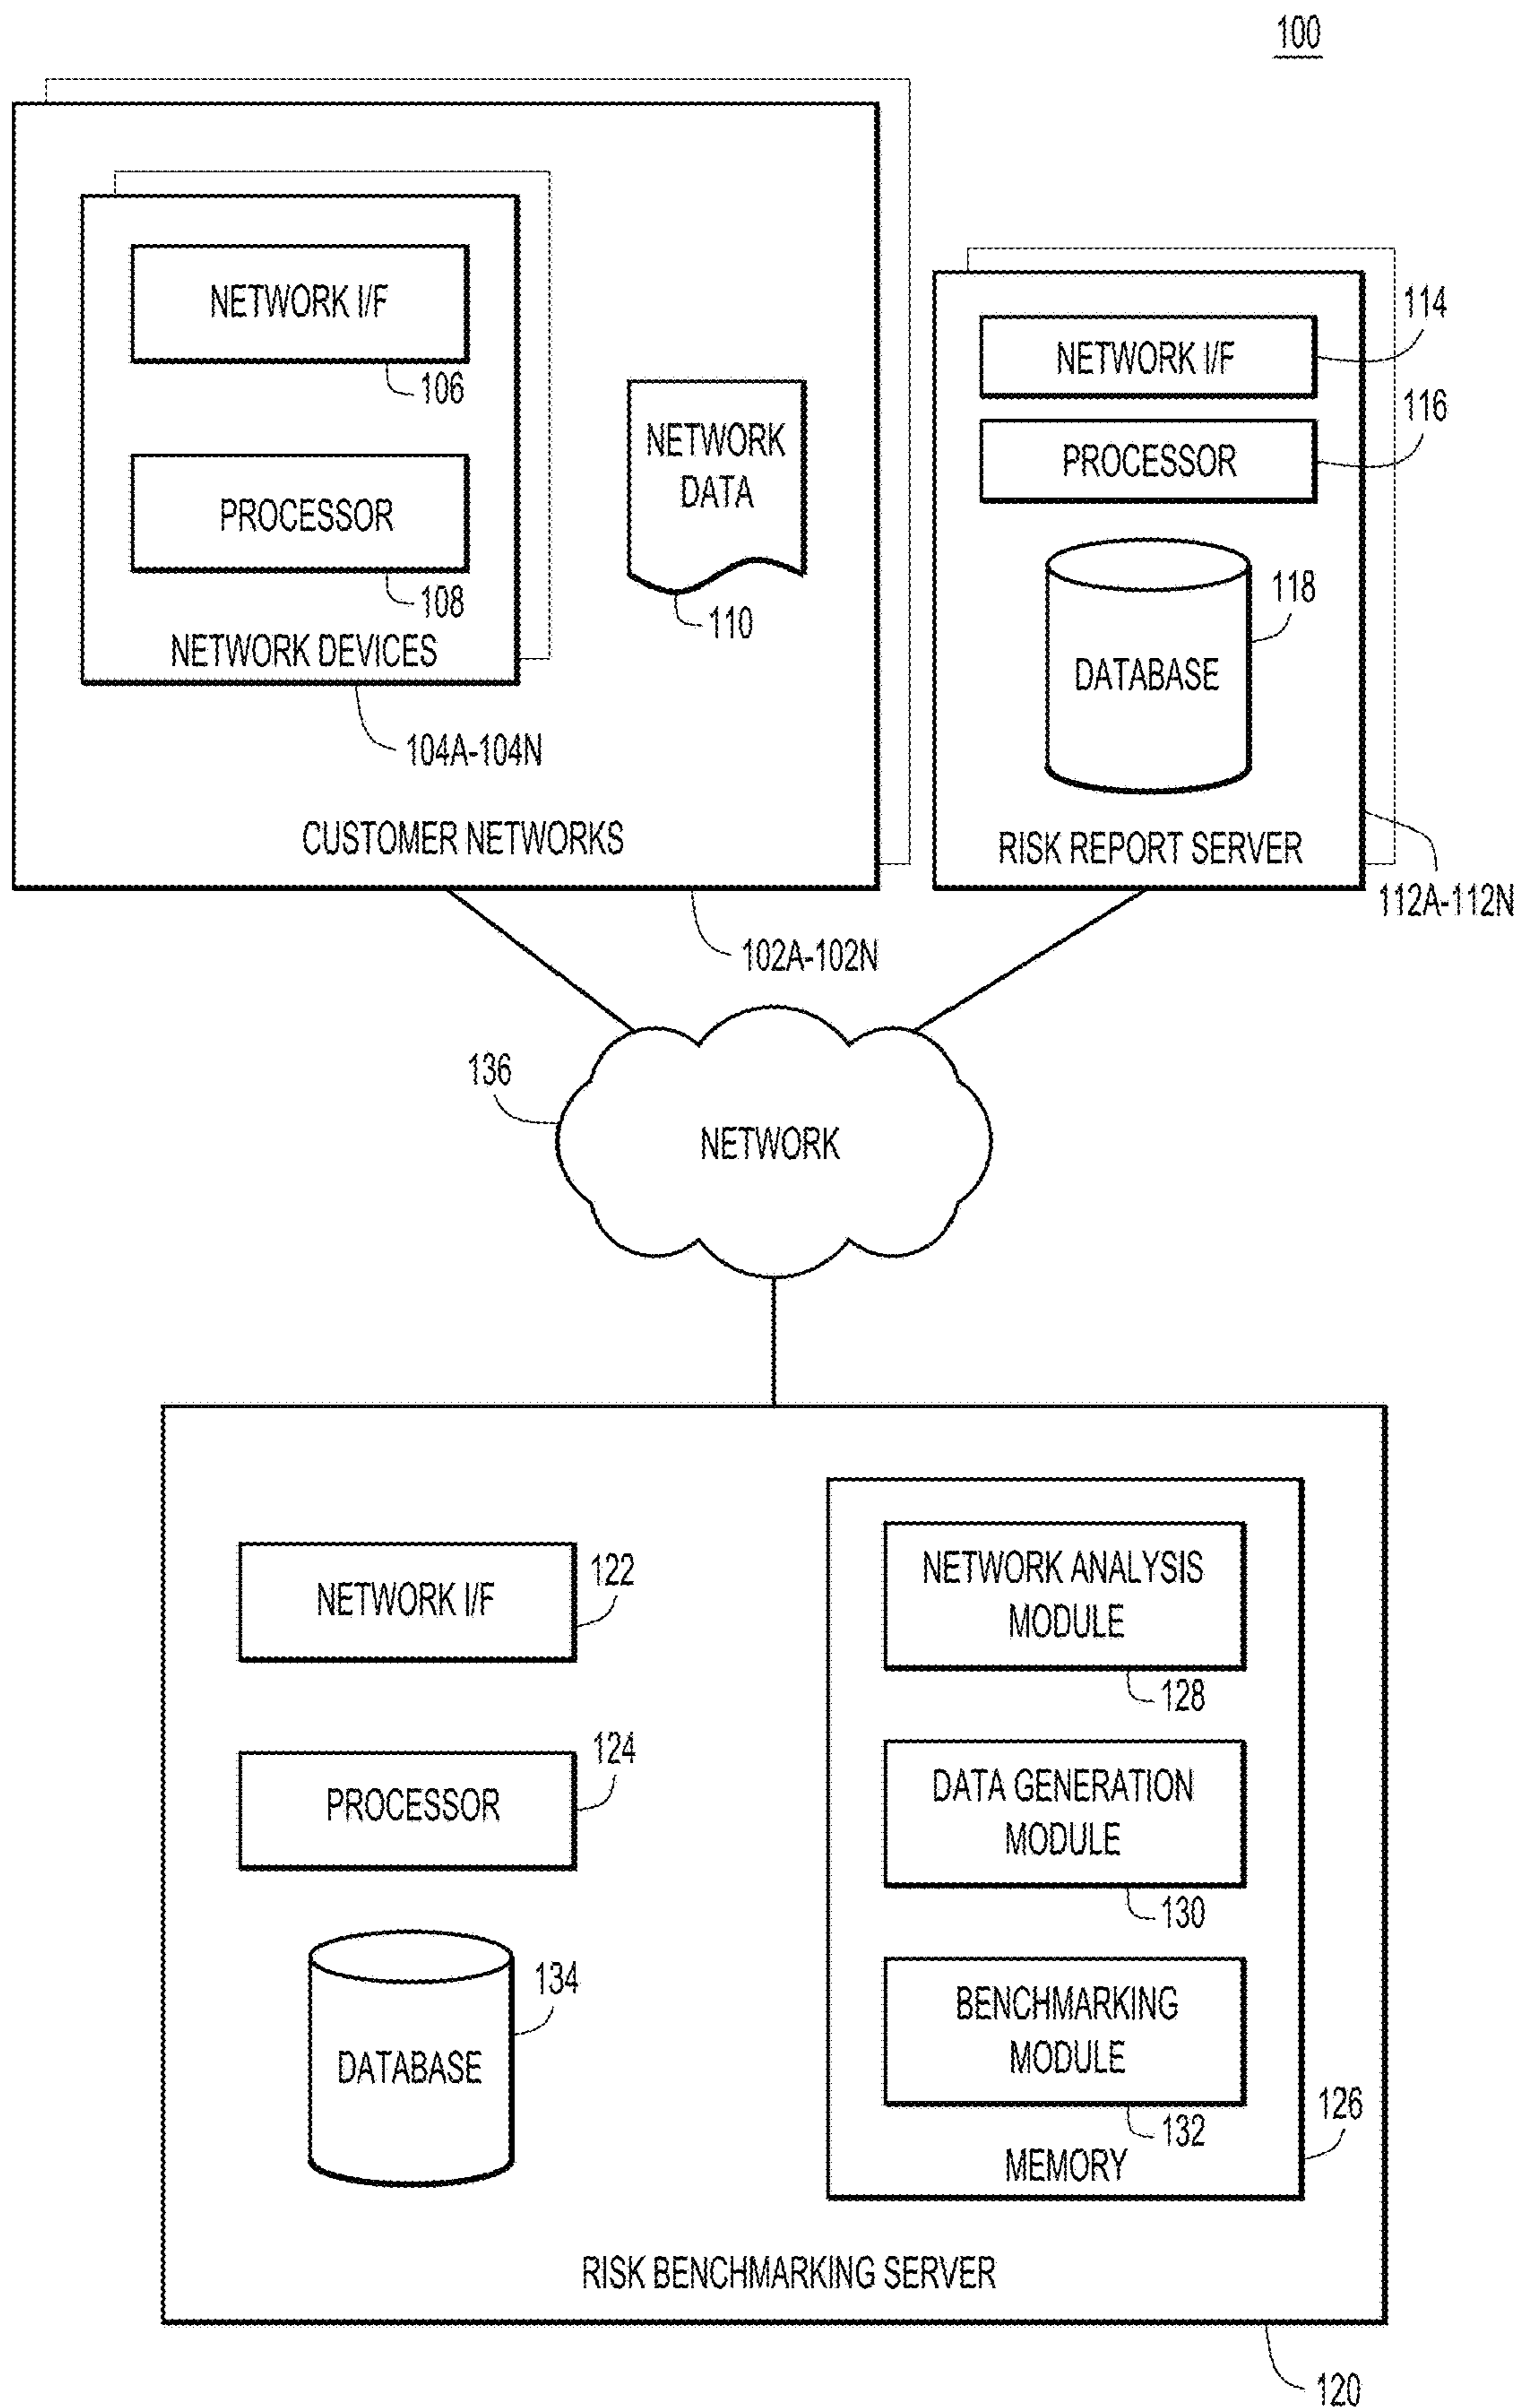 100
NETWORK I/F
106
PROCESSOR
108
NETWORK DEVICES
104A-104N
NETWORK
DATA
110
CUSTOMER NETWORKS
102A-102N
NETWORK I/F
114
PROCESSOR
116
DATABASE
118
RISK REPORT SERVER
112A-112N
136
NETWORK
NETWORK I/F
122
PROCESSOR
124
DATABASE
134
NETWORK ANALYSIS
MODULE
128
DATA GENERATION
MODULE
130
BENCHMARKING
MODULE
132
MEMORY
126
RISK BENCHMARKING SERVER
120